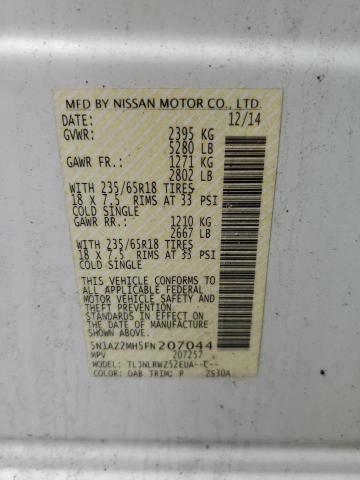 MFD BY NISSAN MOTOR CO., LTD.
DATE: 12/14
GVWR: 2395 KG
5280 LB
GAWR FR.: 1271 KG
2802 LB
WITH 235/65R18 TIRES
18 X 7.5 RIMS AT 33 PSI
COLD SINGLE
GAWR RR.: 1210 KG
2667 LB
WITH 235/65R18 TIRES
18 X 7.5 RIMS AT 33 PSI
COLD SINGLE
THIS VEHICLE CONFORMS TO
ALL APPLICABLE FEDERAL
MOTOR VEHICLE SAFETY AND
THEFT PREVENTION
STANDARDS IN EFFECT ON
THE DATE OF MANUFACTURE
SHOWN ABOVE.
5N1AZ2MH5FN207044
MPV 207257
MODEL: TLJNLRWZ52EUA--C--
COLOR: QAB TRIM: P 2S30A